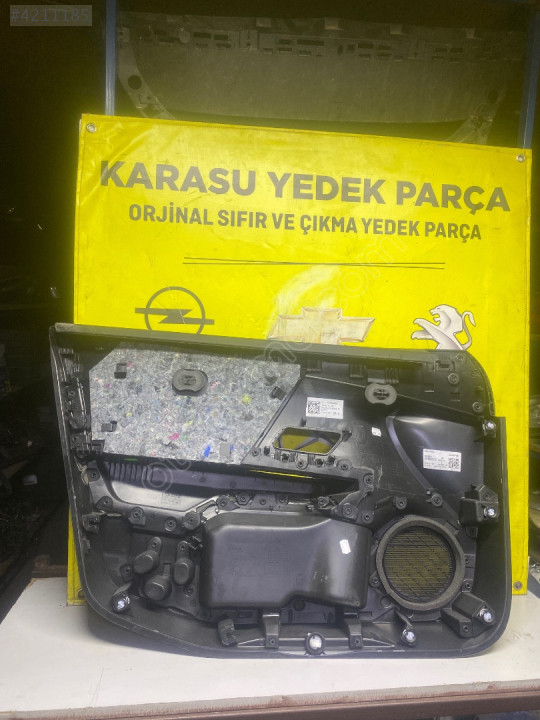 #4211185
KARASU YEDEK PARÇA
ORJİNAL SIFIR VE ÇIKMA YEDEK PARÇA